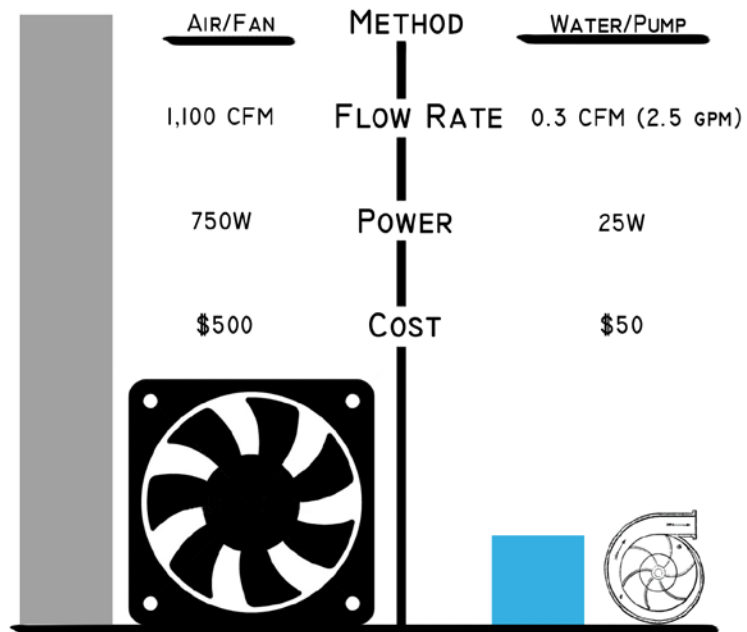 Air/Fan Method Water/Pump
1,100 CFM Flow Rate 0.3 CFM (2.5 GPM)
750W Power 25W
$500 Cost $50